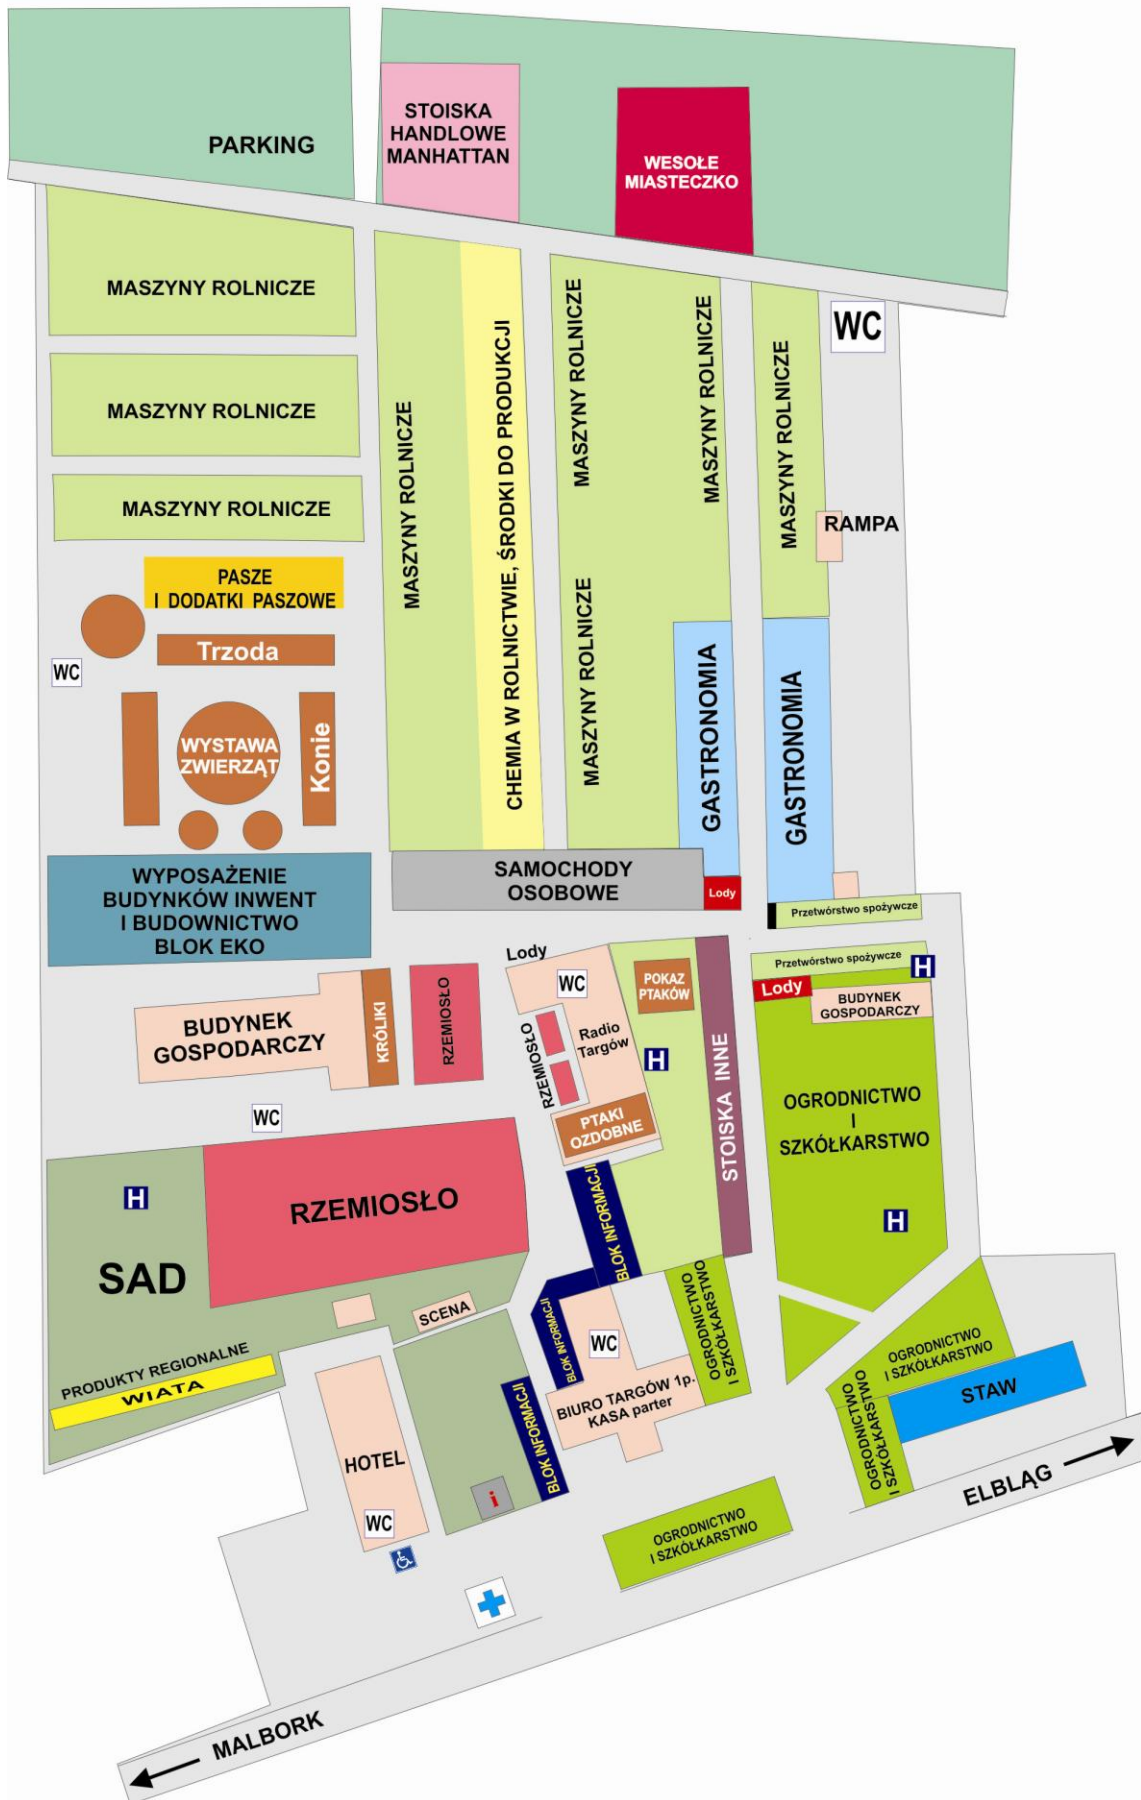 PARKING
STOISKA
HANDLOWE
MANHATTAN
WESOŁE
MIASTECZKO
MASZYNY ROLNICZE
MASZYNY ROLNICZE
MASZYNY ROLNICZE
MASZYNY ROLNICZE
CHEMIA W ROLNICTWIE, ŚRODKI DO PRODUKCJI
MASZYNY ROLNICZE
MASZYNY ROLNICZE
MASZYNY ROLNICZE
MASZYNY ROLNICZE
WC
RAMPA
PASZE
I DODATKI PASZOWE
Trzoda
WC
WYSTAWA
ZWIERZĄT
Konie
GASTRONOMIA
GASTRONOMIA
WYPOSAŻENIE
BUDYNKÓW INWENT
I BUDOWNICTWO
BLOK EKO
SAMOCHODY
OSOBOWE
Lody
Przetwórstwo spożywcze
Przetwórstwo spożywcze
H
Lody
BUDYNEK
GOSPODARCZY
Lody
WC
POKAZ
PTAKÓW
BUDYNEK
GOSPODARCZY
KRÓLIKI
RZEMIOSŁO
RZEMIOSŁO
Radio
Targów
H
STOISKA INNE
PTAKI
OZDOBNE
OGRODNICTWO
I
SZKÓŁKARSTWO
H
WC
H
SAD
RZEMIOSŁO
BLOK INFORMACJI
BLOK INFORMACJI
BLOK INFORMACJI
SCENA
WC
OGRODNICTWO
I SZKÓŁKARSTWO
PRODUKTY REGIONALNE
WIATA
BIURO TARGÓW 1p.
KASA parter
OGRODNICTWO
I SZKÓŁKARSTWO
OGRODNICTWO
I SZKÓŁKARSTWO
STAW
HOTEL
WC
i
OGRODNICTWO
I SZKÓŁKARSTWO
ELBLĄG
MALBORK